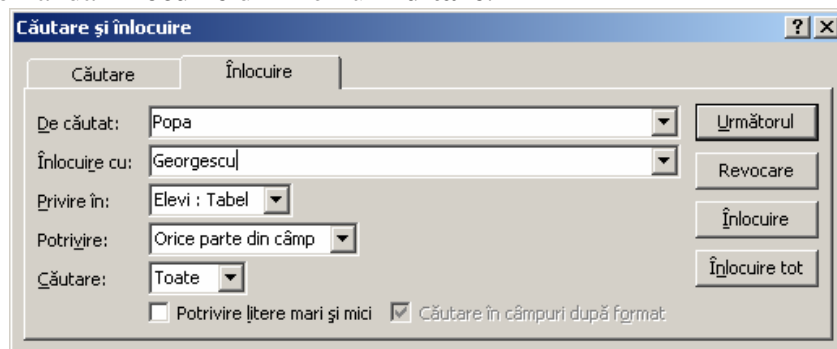 Căutare şi înlocuire ? X
Căutare Înlocuire
De căutat: Popa Următorul
Înlocuire cu: Georgescu Revocare
Privire în: Elevi : Tabel Înlocuire
Potrivire: Orice parte din câmp Înlocuire tot
Căutare: Toate
Potrivire litere mari şi mici Căutare în câmpuri după format